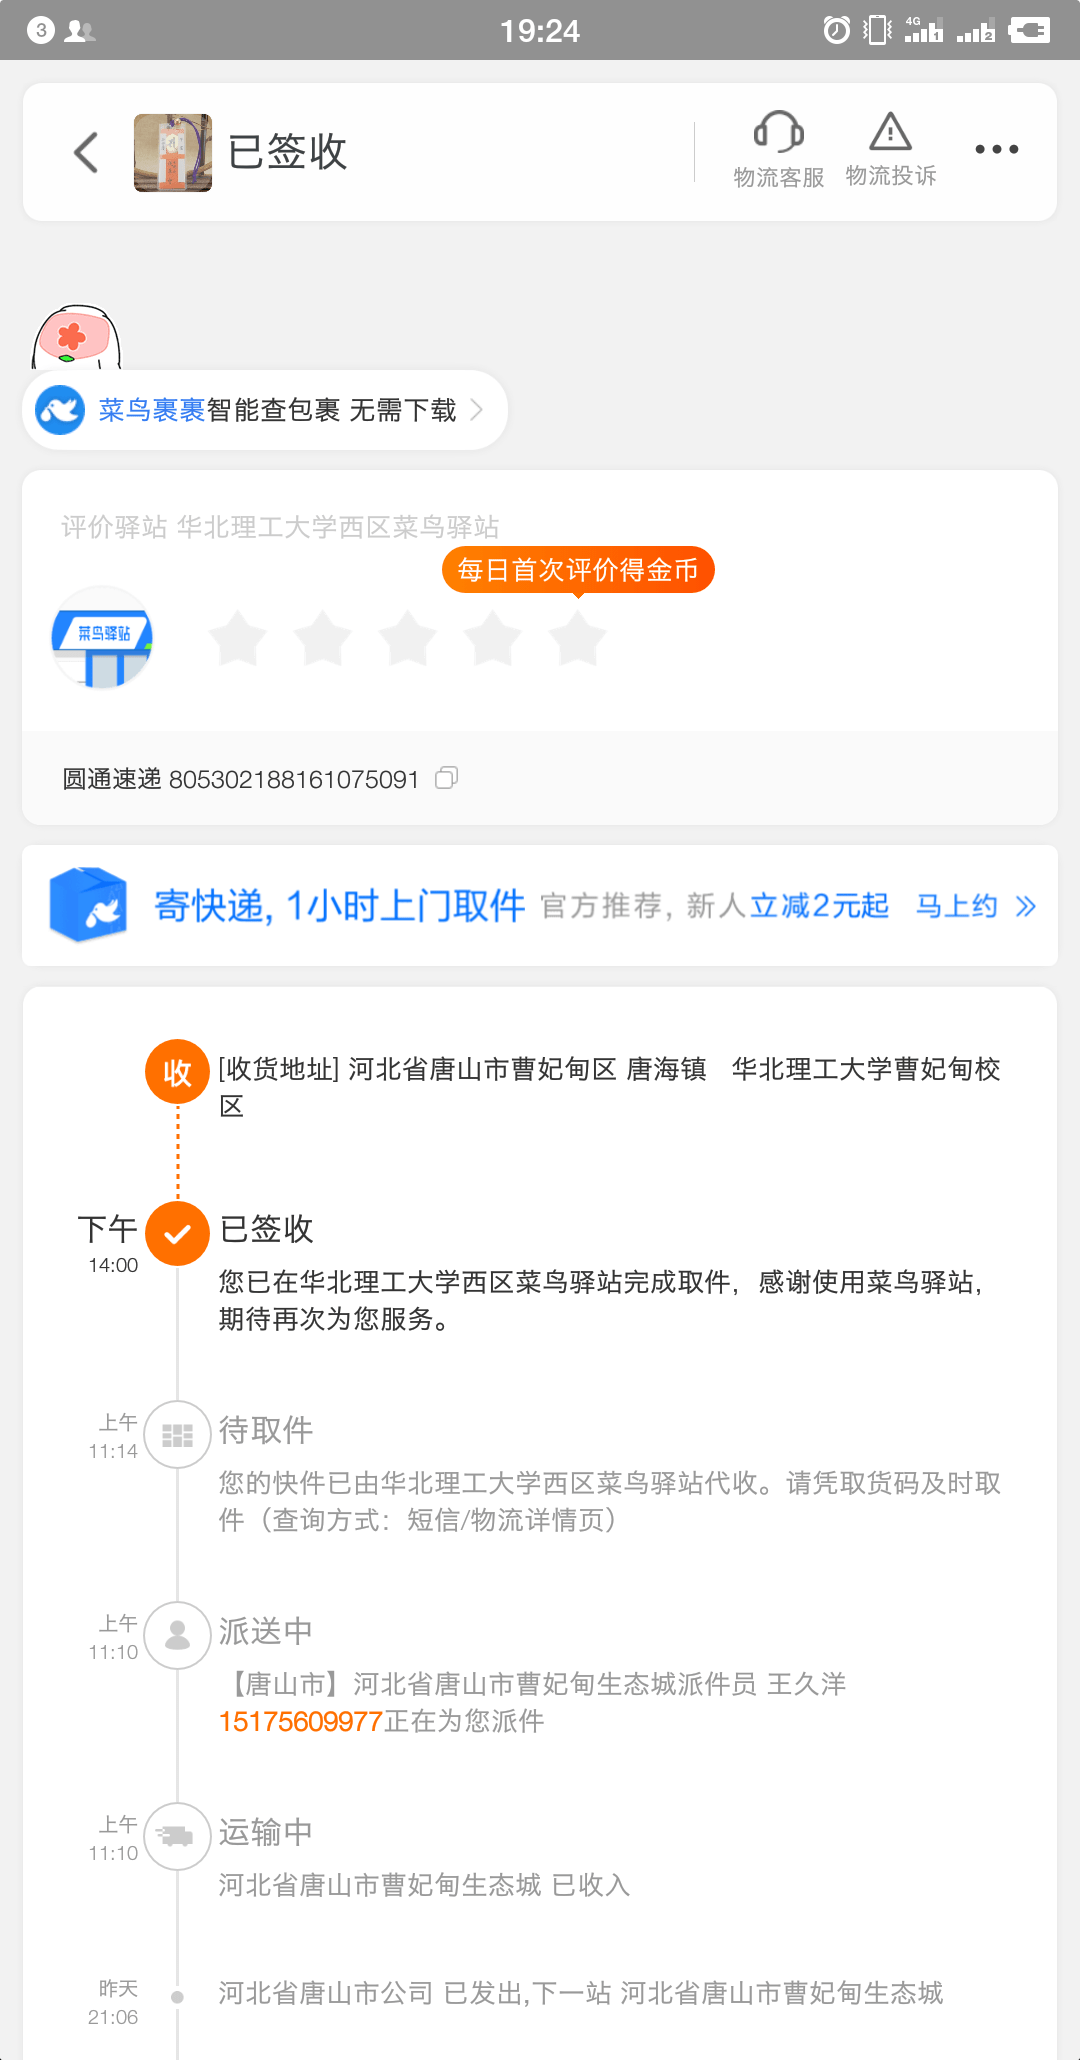 3
19:24
4G
1
2
已签收
物流客服
物流投诉
菜鸟裹裹智能查包裹 无需下载
评价驿站 华北理工大学西区菜鸟驿站
每日首次评价得金币
菜鸟驿站
圆通速递 805302188161075091
寄快递, 1小时上门取件 官方推荐, 新人立减2元起 马上约
收
[收货地址] 河北省唐山市曹妃甸区 唐海镇 华北理工大学曹妃甸校
区
下午
14:00
已签收
您已在华北理工大学西区菜鸟驿站完成取件，感谢使用菜鸟驿站，
期待再次为您服务。
上午
11:14
待取件
您的快件已由华北理工大学西区菜鸟驿站代收。请凭取货码及时取
件（查询方式：短信/物流详情页）
上午
11:10
派送中
【唐山市】河北省唐山市曹妃甸生态城派件员 王久洋
15175609977正在为您派件
上午
11:10
运输中
河北省唐山市曹妃甸生态城 已收入
昨天
21:06
河北省唐山市公司 已发出,下一站 河北省唐山市曹妃甸生态城